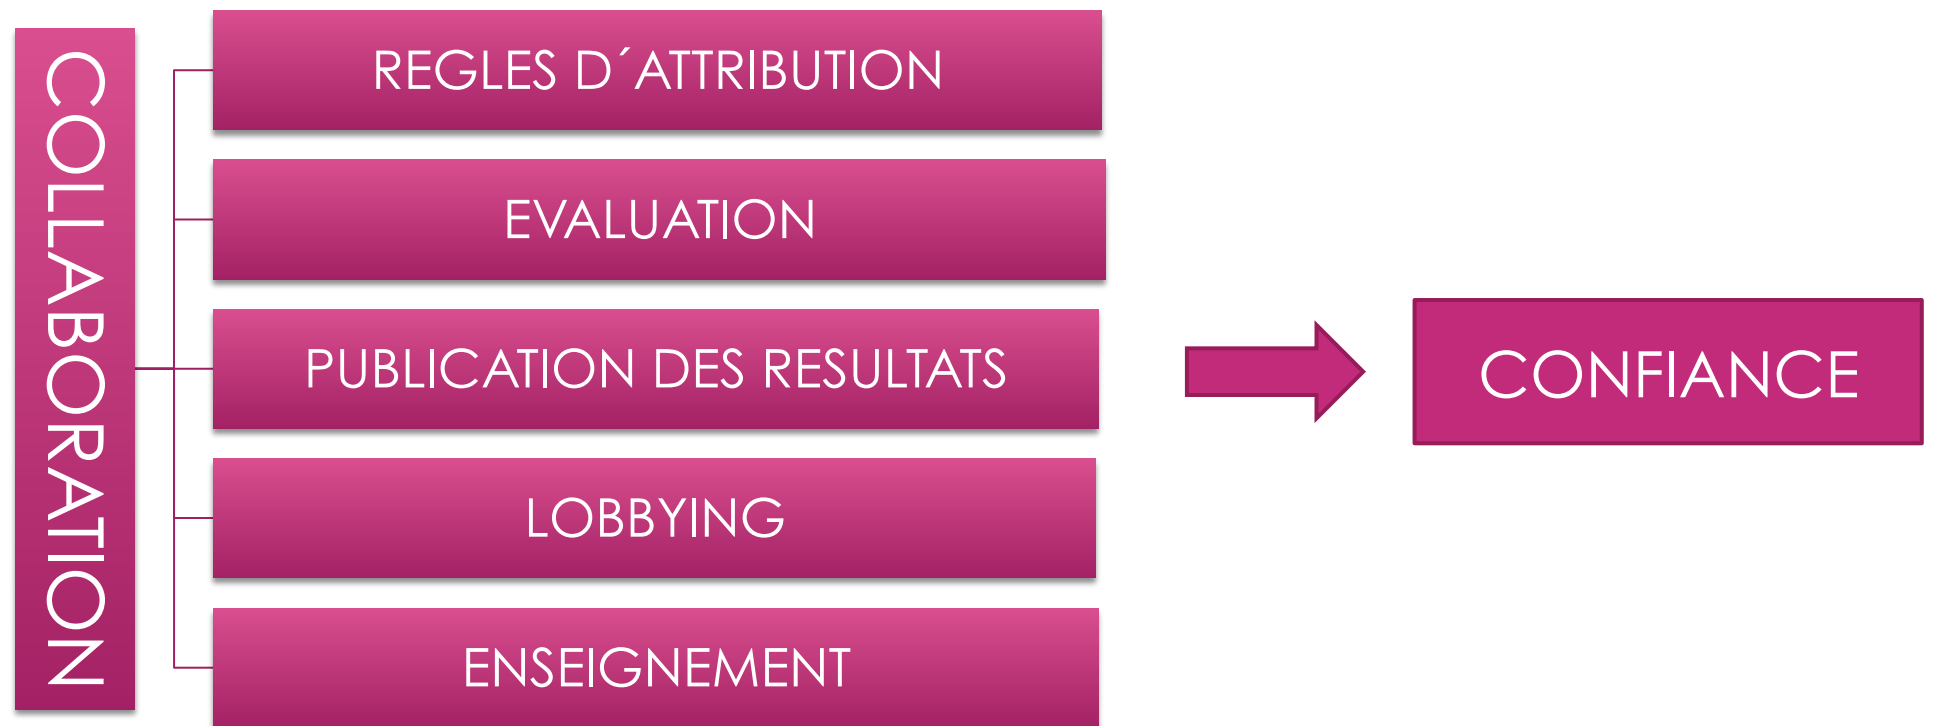 COLLABORATION
REGLES D´ATTRIBUTION
EVALUATION
PUBLICATION DES RESULTATS
LOBBYING
ENSEIGNEMENT
CONFIANCE